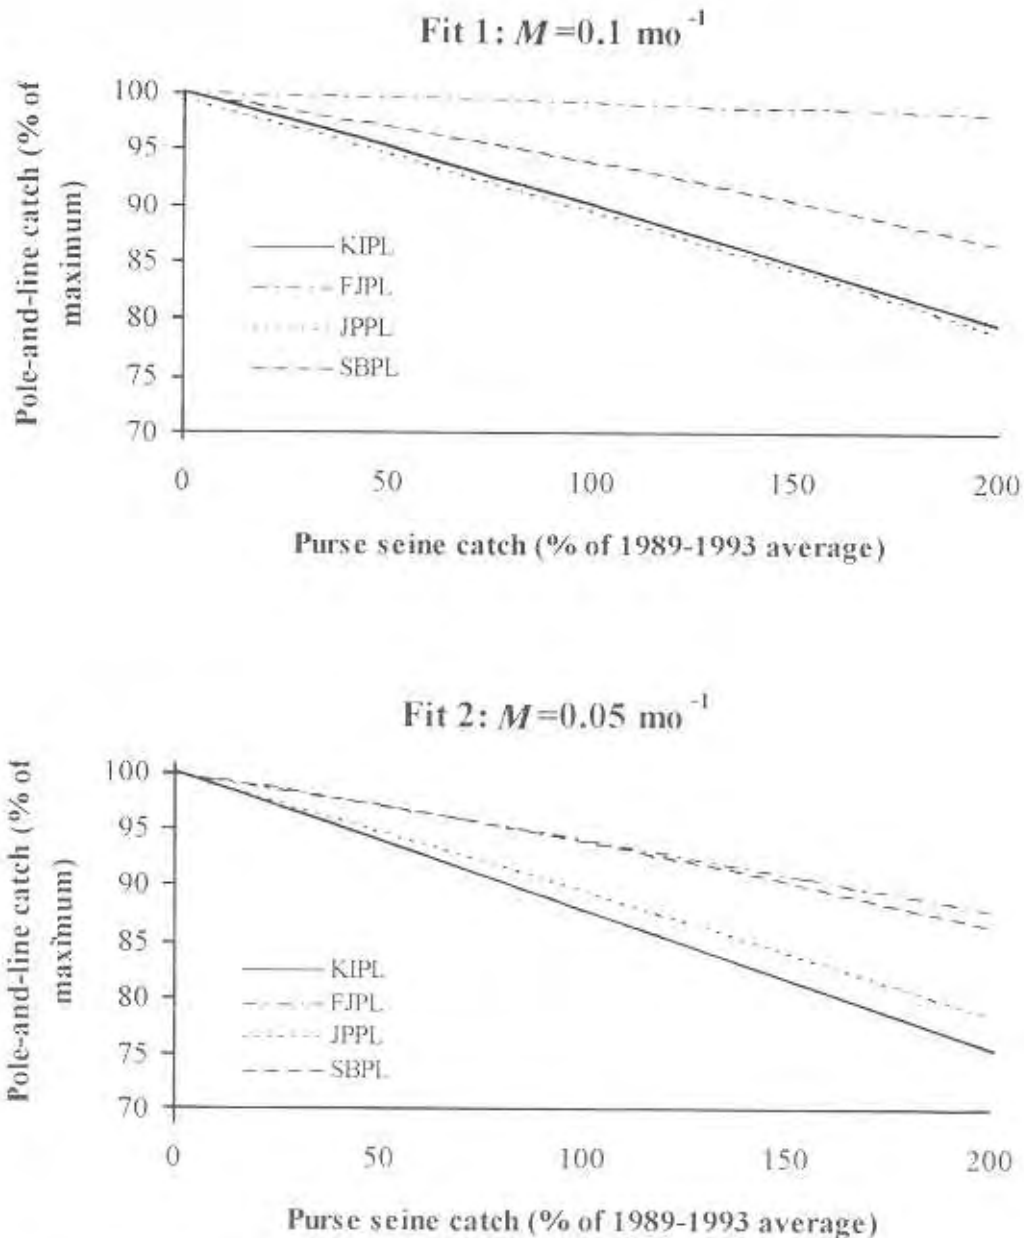 Fit 1: M=0.1 mo⁻¹
Pole-and-line catch (% of
maximum)
100
95
90
85
80
75
70
KIPL
FJPL
JPPL
SBPL
0 50 100 150 200
Purse seine catch (% of 1989-1993 average)
Fit 2: M=0.05 mo⁻¹
Pole-and-line catch (% of
maximum)
100
95
90
85
80
75
70
KIPL
FJPL
JPPL
SBPL
0 50 100 150 200
Purse seine catch (% of 1989-1993 average)